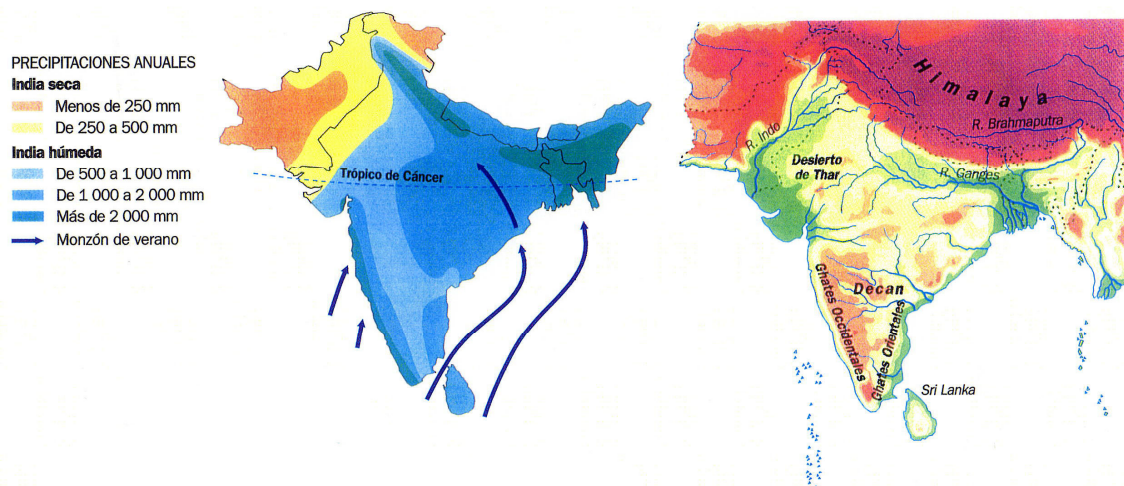 PRECIPITACIONES ANUALES
India seca
Menos de 250 mm
De 250 a 500 mm
India húmeda
De 500 a 1 000 mm
De 1 000 a 2 000 mm
Más de 2 000 mm
Monzón de verano
Trópico de Cáncer
Himalaya
R. Brahmaputra
R. Indo
Desierto
de Thar
R. Ganges
Decan
Ghates Occidentales
Ghates Orientales
Sri Lanka